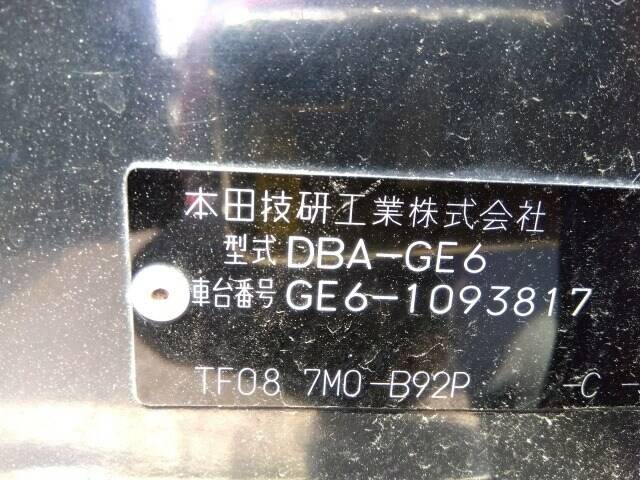 本田技研工業株式会社
型式 DBA-GE6
車台番号 GE6-1093817
TF08 7M0-B92P -C -